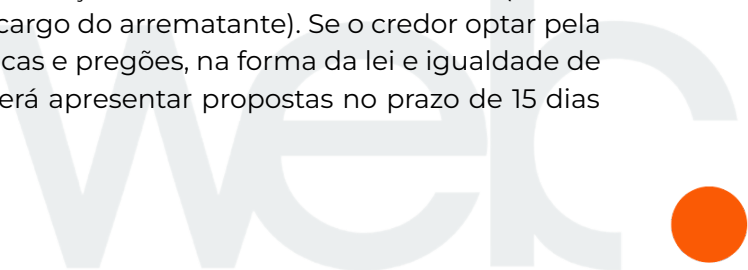 cargo do arrematante). Se o credor optar pela
cas e pregões, na forma da lei e igualdade de
erá apresentar propostas no prazo de 15 dias
web.